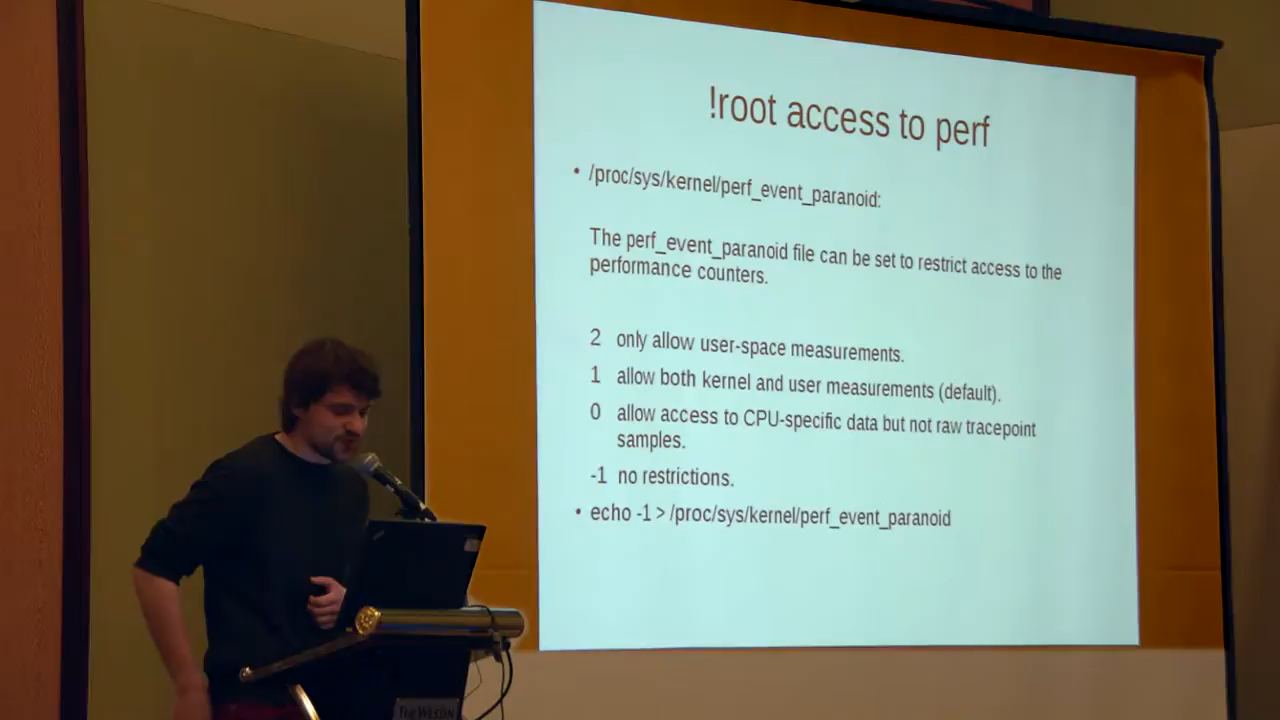 !root access to perf
• /proc/sys/kernel/perf_event_paranoid:
The perf_event_paranoid file can be set to restrict access to the
performance counters.
2 only allow user-space measurements.
1 allow both kernel and user measurements (default).
0 allow access to CPU-specific data but not raw tracepoint
samples.
-1 no restrictions.
• echo -1 > /proc/sys/kernel/perf_event_paranoid
THE WESTIN